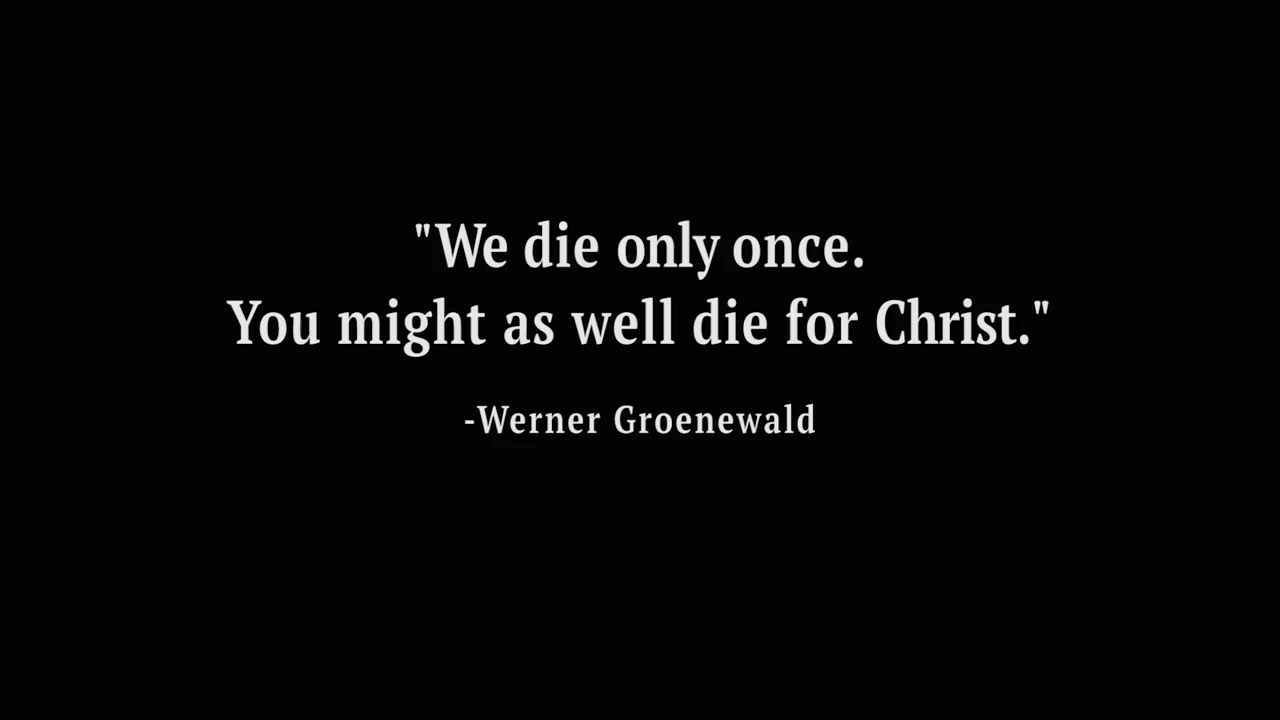 "We die only once.
You might as well die for Christ."
-Werner Groenewald